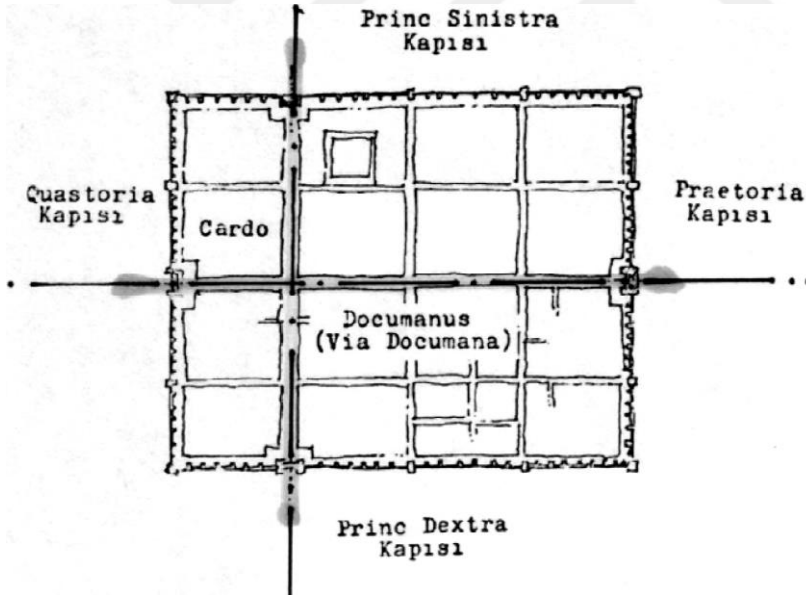 Princ Sinistra
Kapısı
Quastoria
Kapısı
Praetoria
Kapısı
Cardo
Documanus
(Via Documana)
Princ Dextra
Kapısı